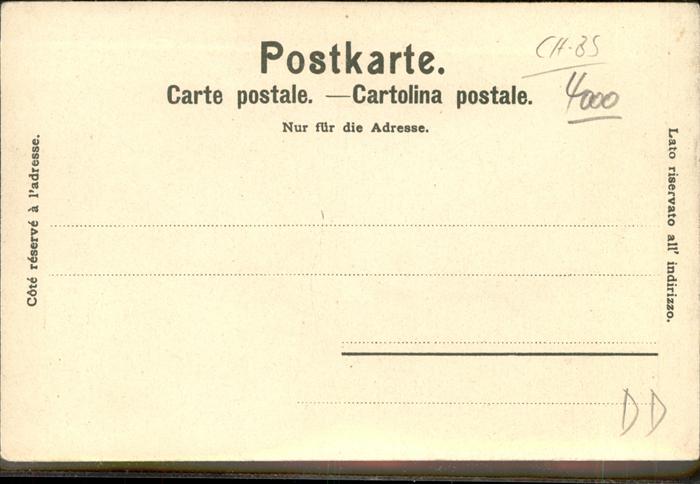 Postkarte.
CH-BS
4000
Carte postale. — Cartolina postale.
Nur für die Adresse.
Côté réservé à l'adresse.
Lato riservato all' indirizzo.
DD